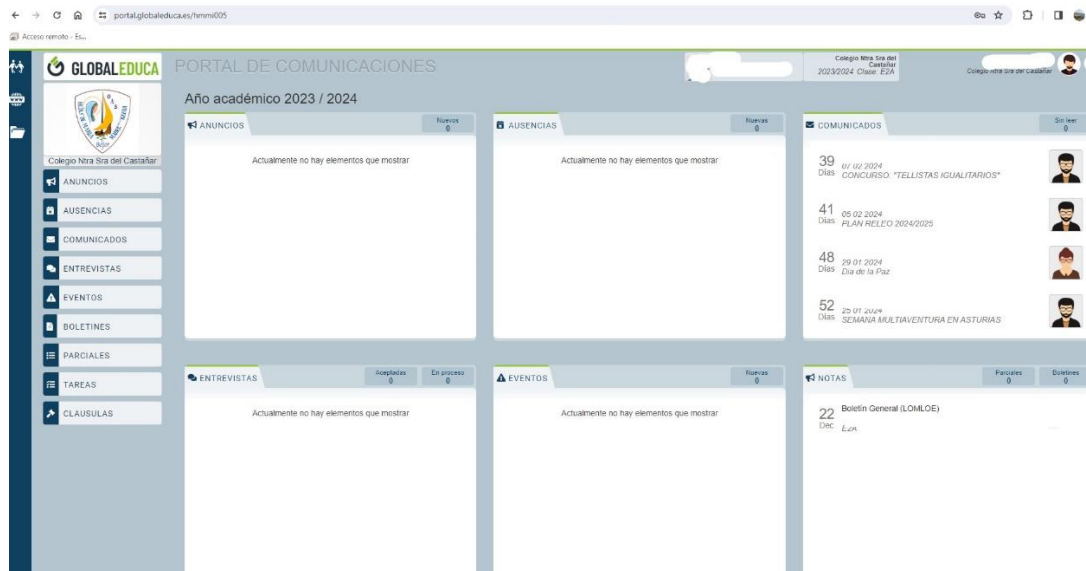 portal.globaleduca.es/hmmi005
Acceso remoto - Es...
GLOBALEDUCA
PORTAL DE COMUNICACIONES
Colegio Ntra Sra del
Castañar
2023/2024 Clase: E2A
Colegio Ntra Sra del Castañar
Año académico 2023 / 2024
Colegio Ntra Sra del Castañar
ANUNCIOS
AUSENCIAS
COMUNICADOS
ENTREVISTAS
EVENTOS
BOLETINES
PARCIALES
TAREAS
CLAUSULAS
ANUNCIOS
Nuevos
0
Actualmente no hay elementos que mostrar
AUSENCIAS
Nuevas
0
Actualmente no hay elementos que mostrar
COMUNICADOS
Sin leer
0
39
Días
07 02 2024
CONCURSO. "TELLISTAS IGUALITARIOS"
41
Días
05 02 2024
PLAN RELEO 2024/2025
48
Días
29 01 2024
Dia de la Paz
52
Días
25 01 2024
SEMANA MULTIAVENTURA EN ASTURIAS
ENTREVISTAS
Aceptadas
0
En proceso
0
Actualmente no hay elementos que mostrar
EVENTOS
Nuevas
0
Actualmente no hay elementos que mostrar
NOTAS
Parciales
0
Boletines
0
22
Dec
Boletín General (LOMLOE)
E2A